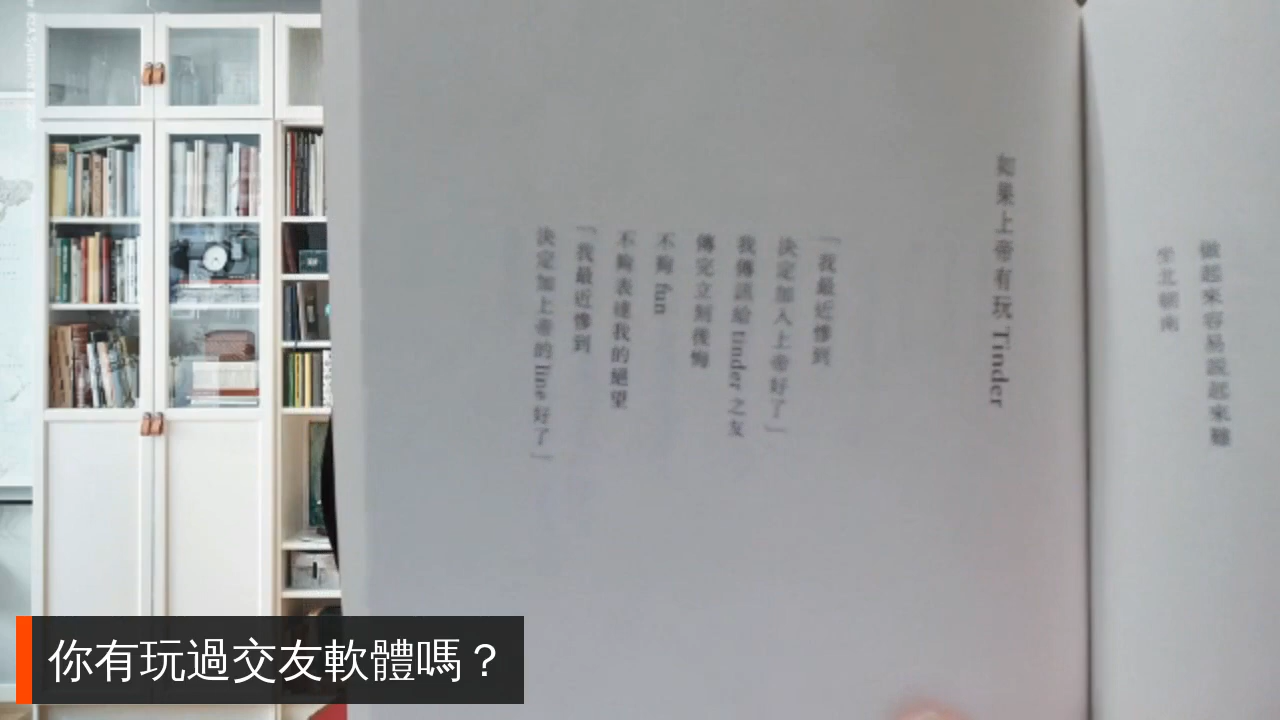 做起來容易說起來難
坐北朝南
如果上帝有玩 Tinder
「我最近慘到
決定加入上帝好了」
我傳訊給 tinder 之友
傳完立刻後悔
不夠 fun
不夠表達我的絕望
「我最近慘到
決定加上帝的 line 好了」
你有玩過交友軟體嗎？